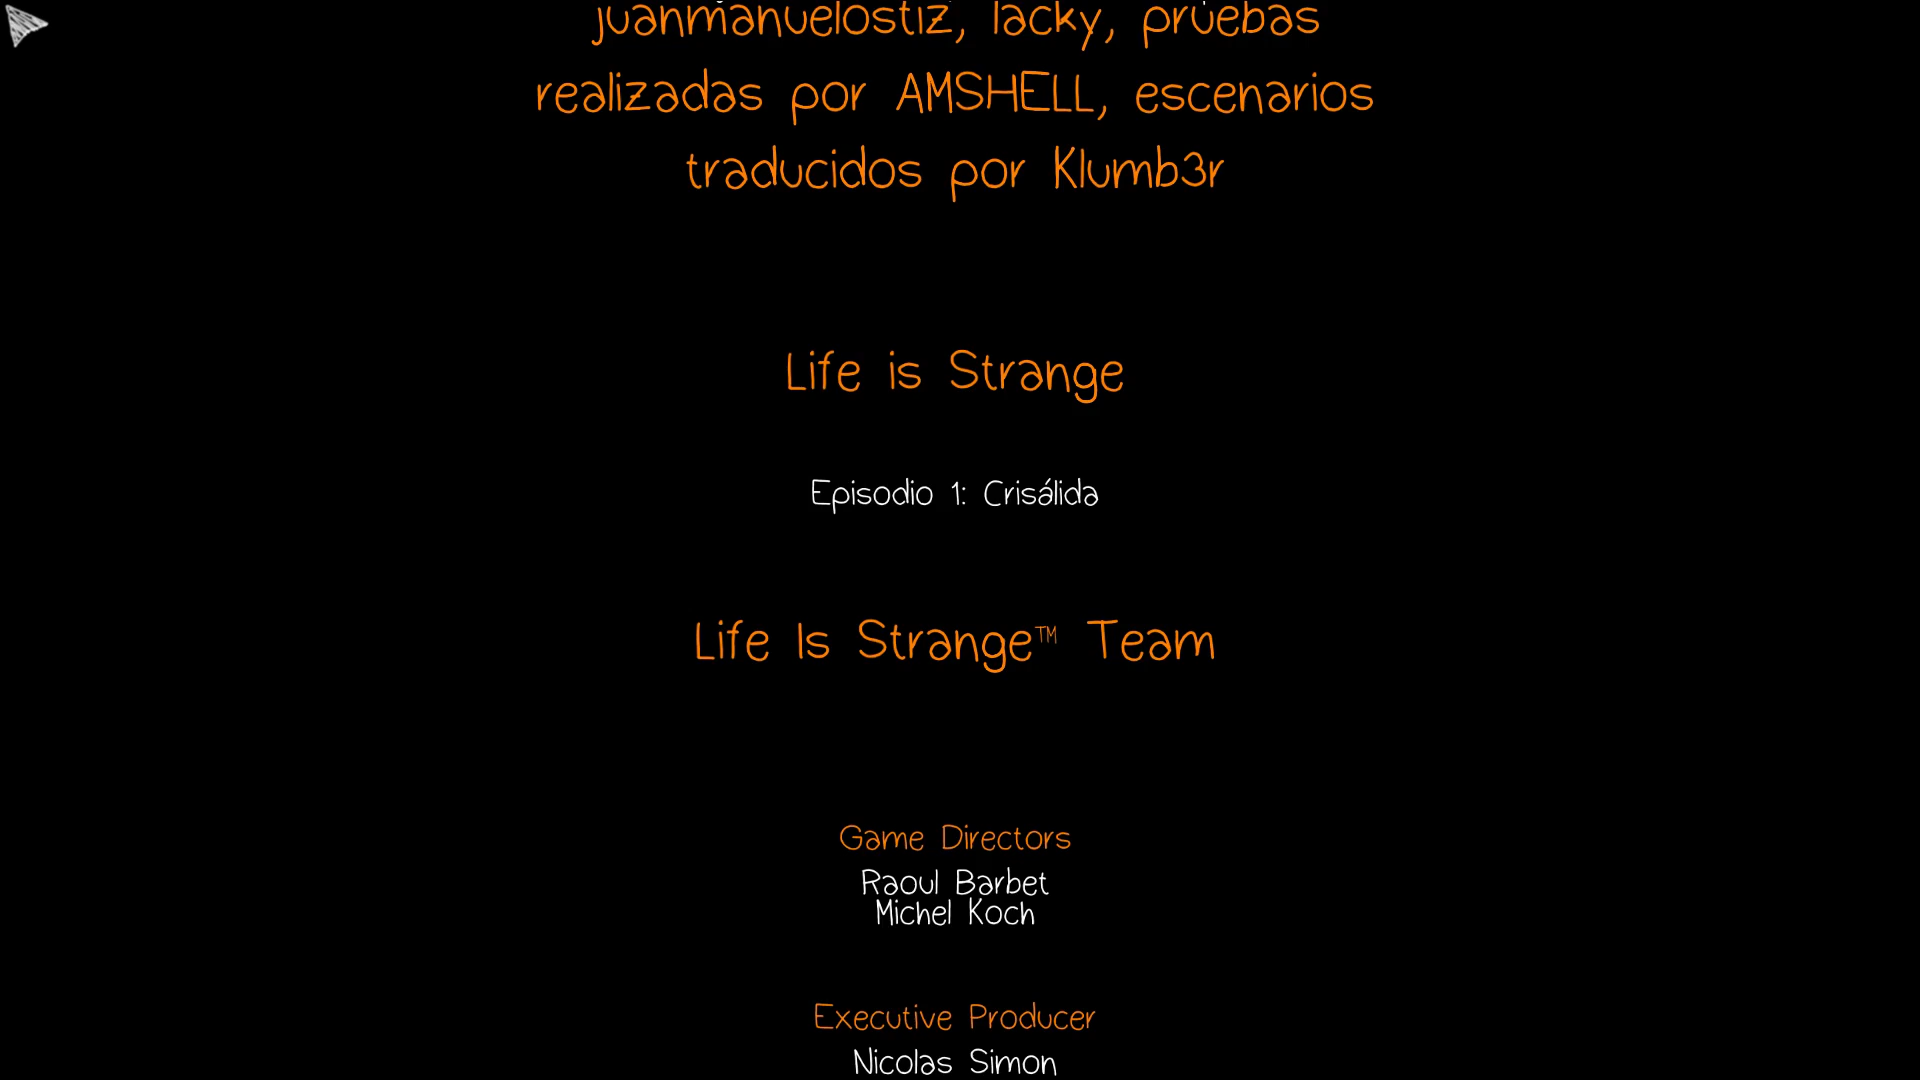 juanmanuelostiz, lacky, pruebas
realizadas por AMSHELL, escenarios
traducidos por Klumb3r
Life is Strange
Episodio 1: Crisálida
Life Is Strange™ Team
Game Directors
Raoul Barbet
Michel Koch
Executive Producer
Nicolas Simon